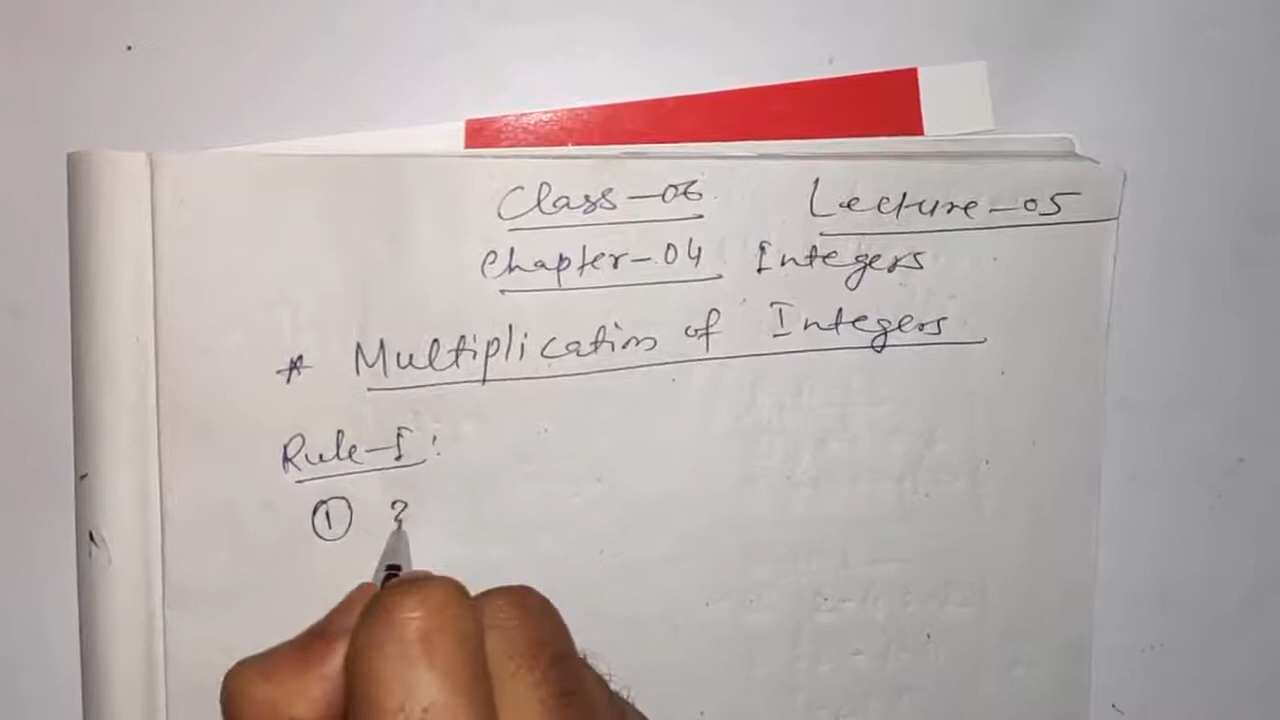 Class-06 Lecture-05
Chapter-04 Integers
* Multiplication of Integers
Rule-I:
①